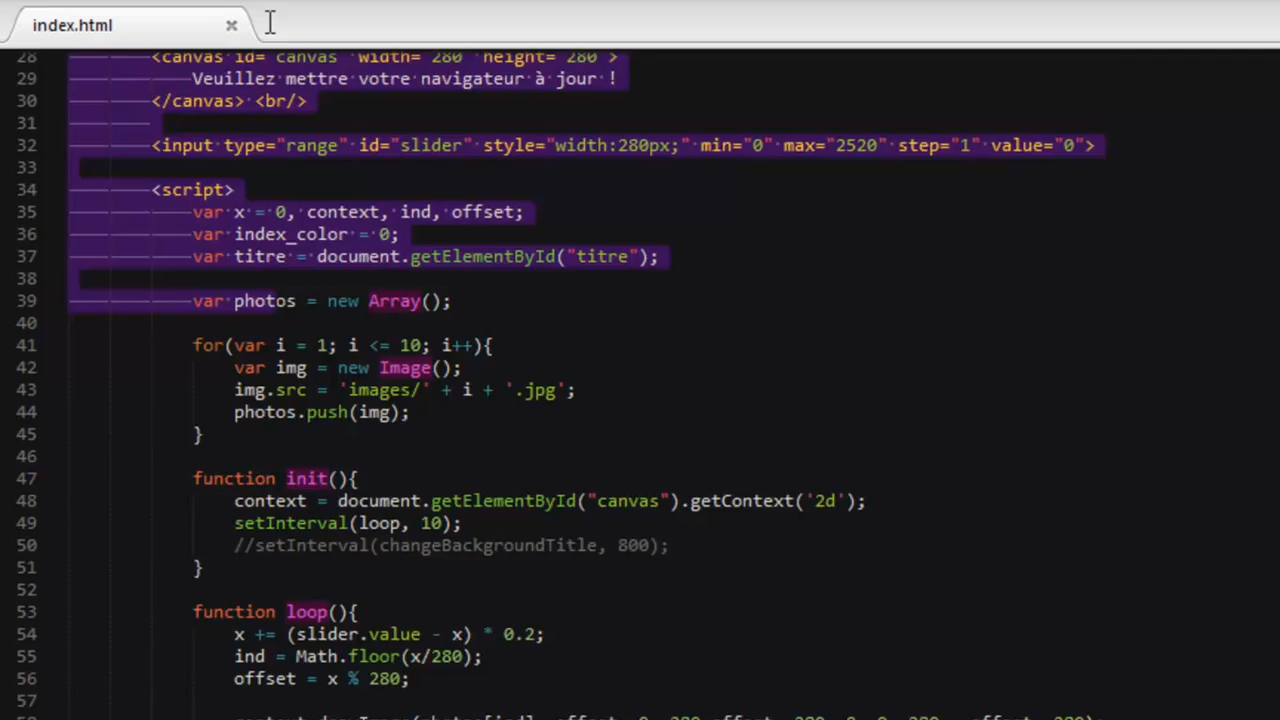 index.html
28 <canvas id="canvas" width="280" height="280">
29 Veuillez mettre votre navigateur à jour !
30 </canvas> <br/>
31
32 <input type="range" id="slider" style="width:280px;" min="0" max="2520" step="1" value="0">
33
34 <script>
35 var x = 0, context, ind, offset;
36 var index_color = 0;
37 var titre = document.getElementById("titre");
38
39 var photos = new Array();
40
41 for(var i = 1; i <= 10; i++){
42 var img = new Image();
43 img.src = 'images/' + i + '.jpg';
44 photos.push(img);
45 }
46
47 function init(){
48 context = document.getElementById("canvas").getContext('2d');
49 setInterval(loop, 10);
50 //setInterval(changeBackgroundTitle, 800);
51 }
52
53 function loop(){
54 x += (slider.value - x) * 0.2;
55 ind = Math.floor(x/280);
56 offset = x % 280;
57